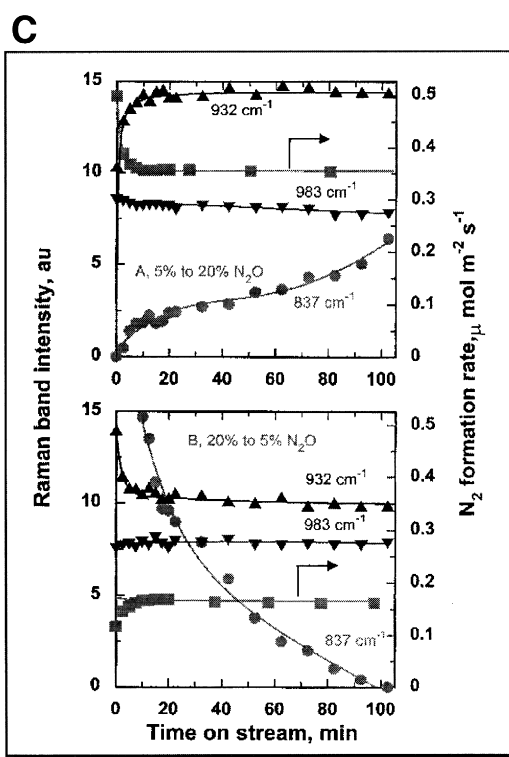 C
15
10
5
0
0.5
0.4
0.3
0.2
0.1
0
932 cm⁻¹
983 cm⁻¹
A, 5% to 20% N₂O
837 cm⁻¹
0 20 40 60 80 100
Raman band intensity, au
N₂ formation rate,μ mol m⁻² s⁻¹
15
10
5
0
0.5
0.4
0.3
0.2
0.1
0
B, 20% to 5% N₂O
932 cm⁻¹
983 cm⁻¹
837 cm⁻¹
0 20 40 60 80 100
Time on stream, min